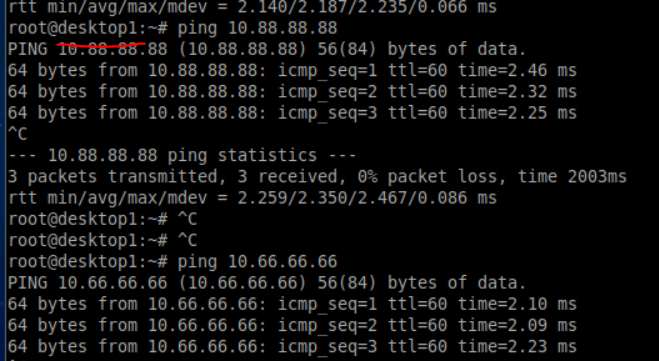 rtt min/avg/max/mdev = 2.140/2.187/2.235/0.066 ms
root@desktop1:~# ping 10.88.88.88
PING 10.88.88.88 (10.88.88.88) 56(84) bytes of data.
64 bytes from 10.88.88.88: icmp_seq=1 ttl=60 time=2.46 ms
64 bytes from 10.88.88.88: icmp_seq=2 ttl=60 time=2.32 ms
64 bytes from 10.88.88.88: icmp_seq=3 ttl=60 time=2.25 ms
^C
--- 10.88.88.88 ping statistics ---
3 packets transmitted, 3 received, 0% packet loss, time 2003ms
rtt min/avg/max/mdev = 2.259/2.350/2.467/0.086 ms
root@desktop1:~# ^C
root@desktop1:~# ^C
root@desktop1:~# ping 10.66.66.66
PING 10.66.66.66 (10.66.66.66) 56(84) bytes of data.
64 bytes from 10.66.66.66: icmp_seq=1 ttl=60 time=2.10 ms
64 bytes from 10.66.66.66: icmp_seq=2 ttl=60 time=2.09 ms
64 bytes from 10.66.66.66: icmp_seq=3 ttl=60 time=2.23 ms